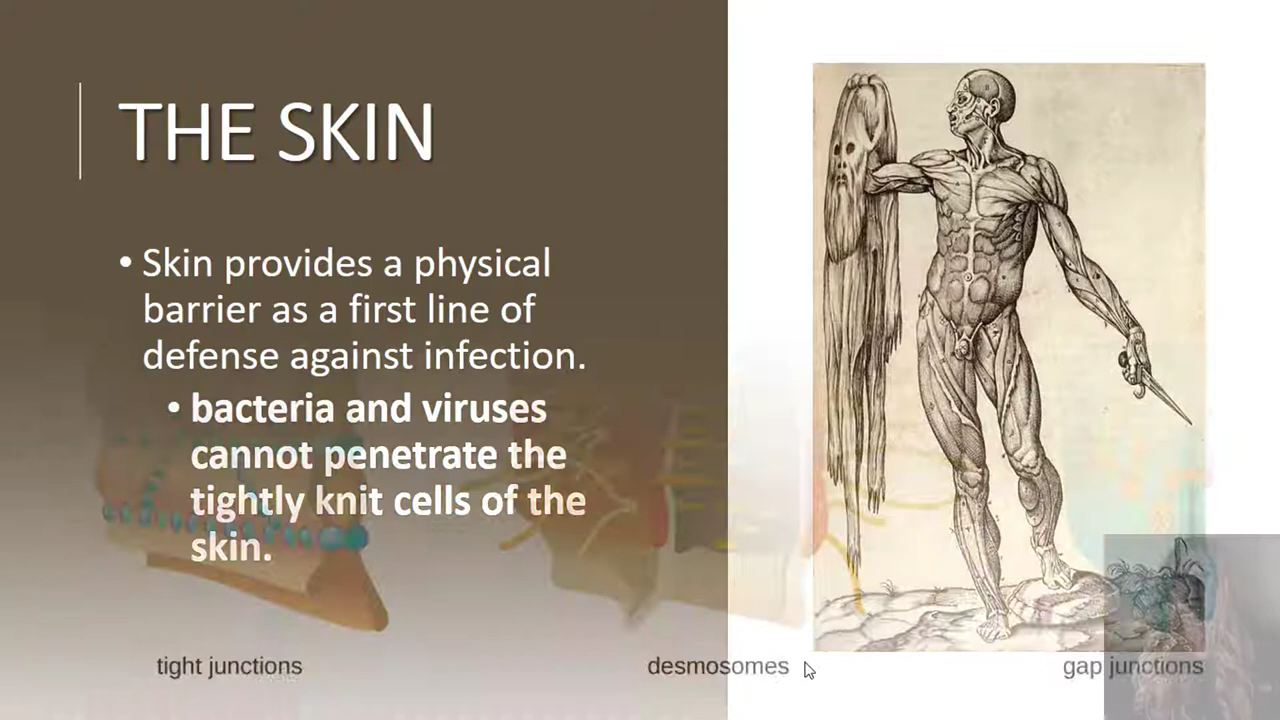 THE SKIN
• Skin provides a physical
barrier as a first line of
defense against infection.
• bacteria and viruses
cannot penetrate the
tightly knit cells of the
skin.
tight junctions
desmosomes
gap junctions